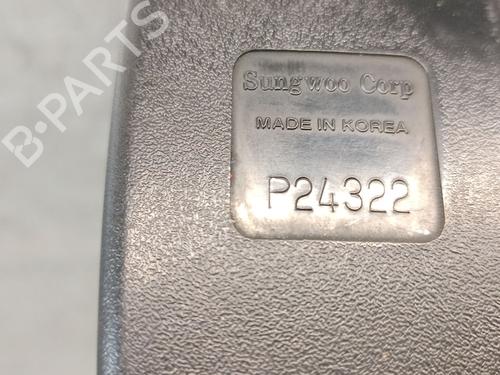 Sungwoo Corp
MADE IN KOREA
P24322
B-PARTS